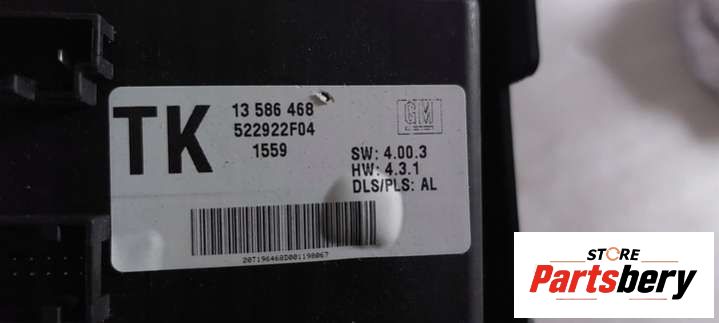 TK
13 586 468
522922F04
1559
GM
SW: 4.00.3
HW: 4.3.1
DLS/PLS: AL
20T196468D001198067
STORE
Partsbery